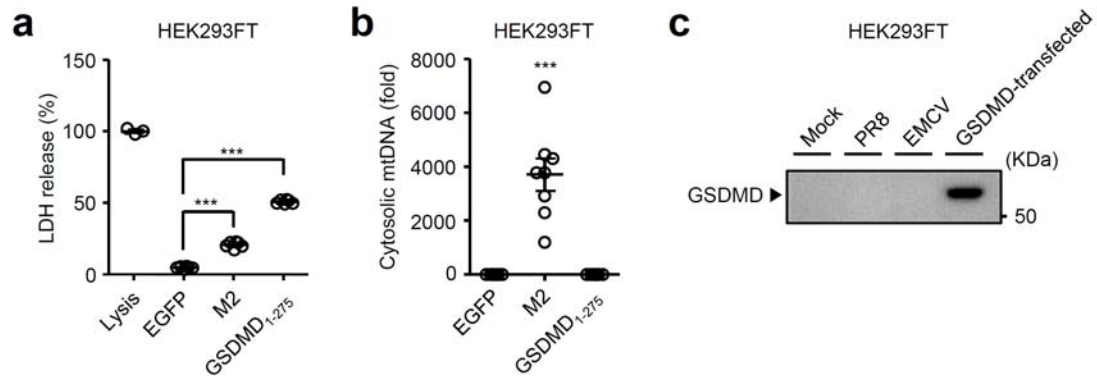 a
HEK293FT
LDH release (%)
150
100
50
0
***
***
Lysis
EGFP
M2
GSDMD1-275
b
HEK293FT
Cytosolic mtDNA (fold)
8000
6000
4000
2000
0
***
EGFP
M2
GSDMD1-275
c
HEK293FT
Mock
PR8
EMCV
GSDMD-transfected
(KDa)
GSDMD
50